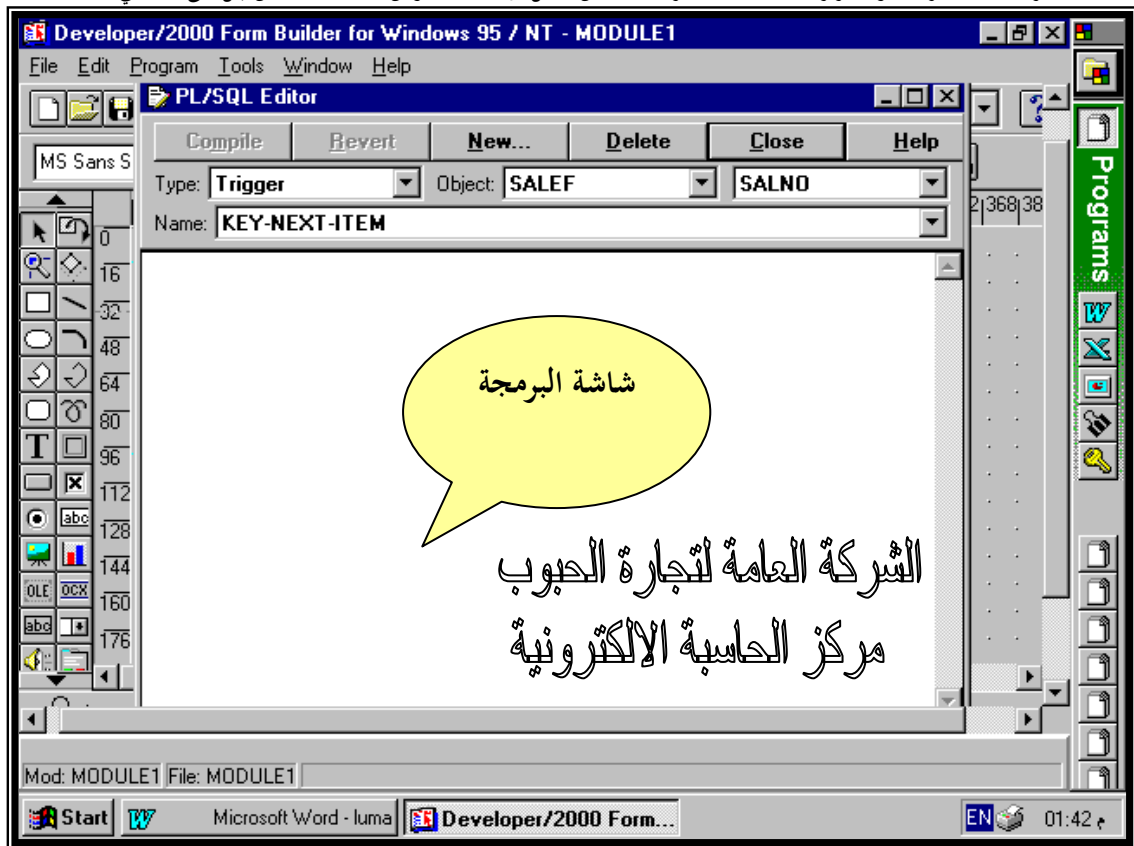 Developer/2000 Form Builder for Windows 95 / NT - MODULE1
File Edit Program Tools Window Help
PL/SQL Editor
Compile Revert New... Delete Close Help
MS Sans S
Type: Trigger Object: SALEF SALNO
Name: KEY-NEXT-ITEM
2 368 38
0
16
32
48
64
80
96
112
128
144
160
176
T
abc
OLE OCX
abc
شاشة البرمجة
الشركة العامة لتجارة الحبوب
مركز الحاسبة الالكترونية
Programs
Mod: MODULE1 File: MODULE1
Start Microsoft Word - luma Developer/2000 Form... EN 01:42 م